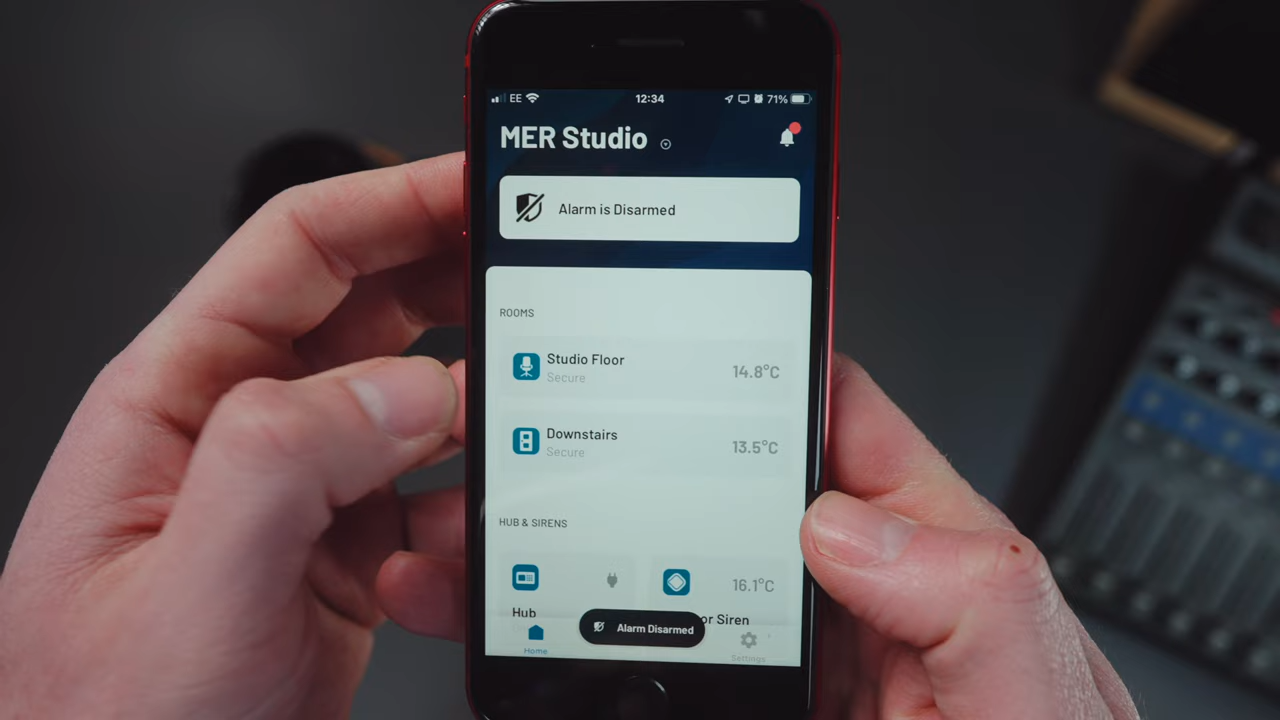 EE 12:34 71%
MER Studio
Alarm is Disarmed
ROOMS
Studio Floor 14.8°C
Secure
Downstairs 13.5°C
Secure
HUB & SIRENS
16.1°C
Hub or Siren
Alarm Disarmed
Home Settings